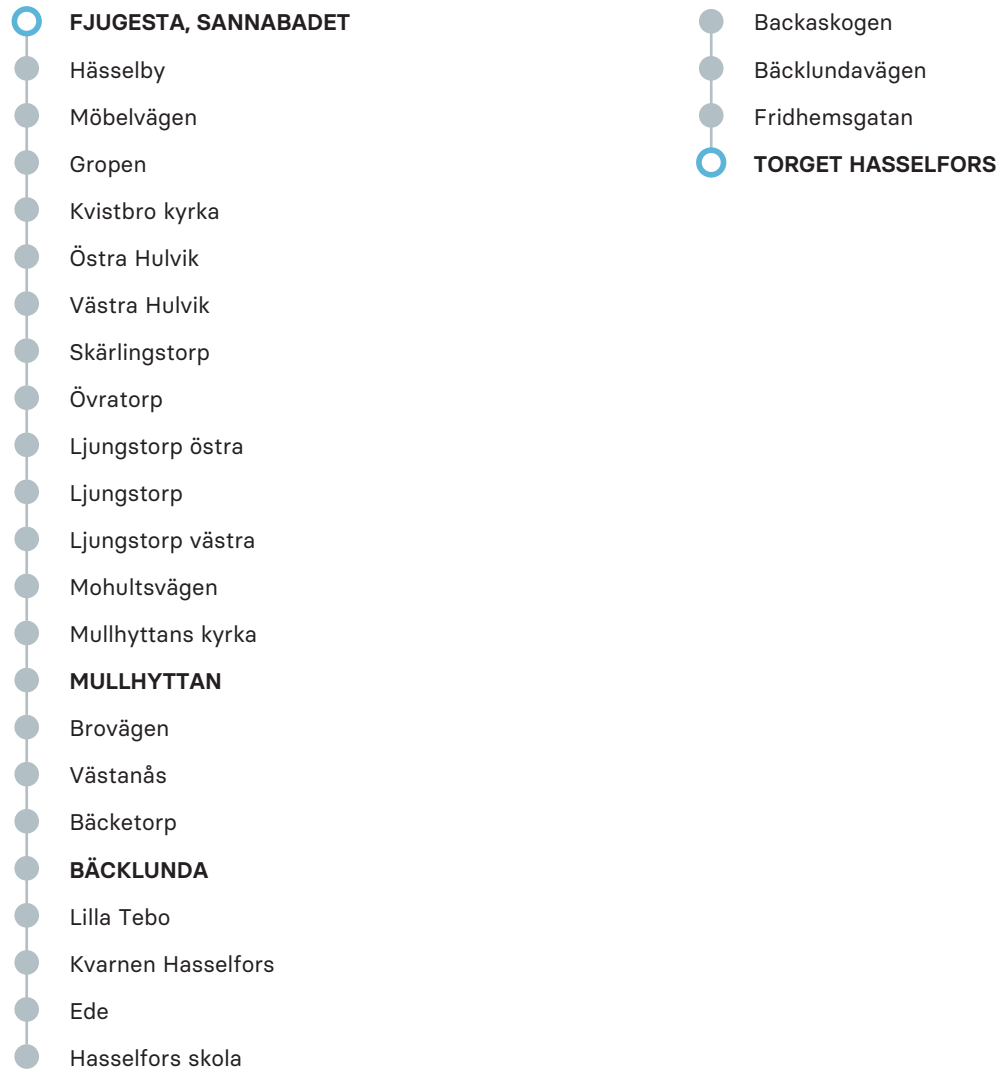 FJUGESTA, SANNABADET
Hässelby
Möbelvägen
Gropen
Kvistbro kyrka
Östra Hulvik
Västra Hulvik
Skärlingstorp
Övratorp
Ljungstorp östra
Ljungstorp
Ljungstorp västra
Mohultsvägen
Mullhyttans kyrka
MULLHYTTAN
Brovägen
Västanås
Bäcketorp
BÄCKLUNDA
Lilla Tebo
Kvarnen Hasselfors
Ede
Hasselfors skola
Backaskogen
Bäcklundavägen
Fridhemsgatan
TORGET HASSELFORS